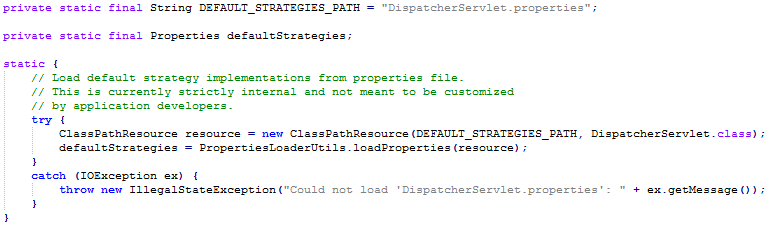 private static final String DEFAULT_STRATEGIES_PATH = "DispatcherServlet.properties";
private static final Properties defaultStrategies;
static {
// Load default strategy implementations from properties file.
// This is currently strictly internal and not meant to be customized
// by application developers.
try {
ClassPathResource resource = new ClassPathResource(DEFAULT_STRATEGIES_PATH, DispatcherServlet.class);
defaultStrategies = PropertiesLoaderUtils.loadProperties(resource);
}
catch (IOException ex) {
throw new IllegalStateException("Could not load 'DispatcherServlet.properties': " + ex.getMessage());
}
}